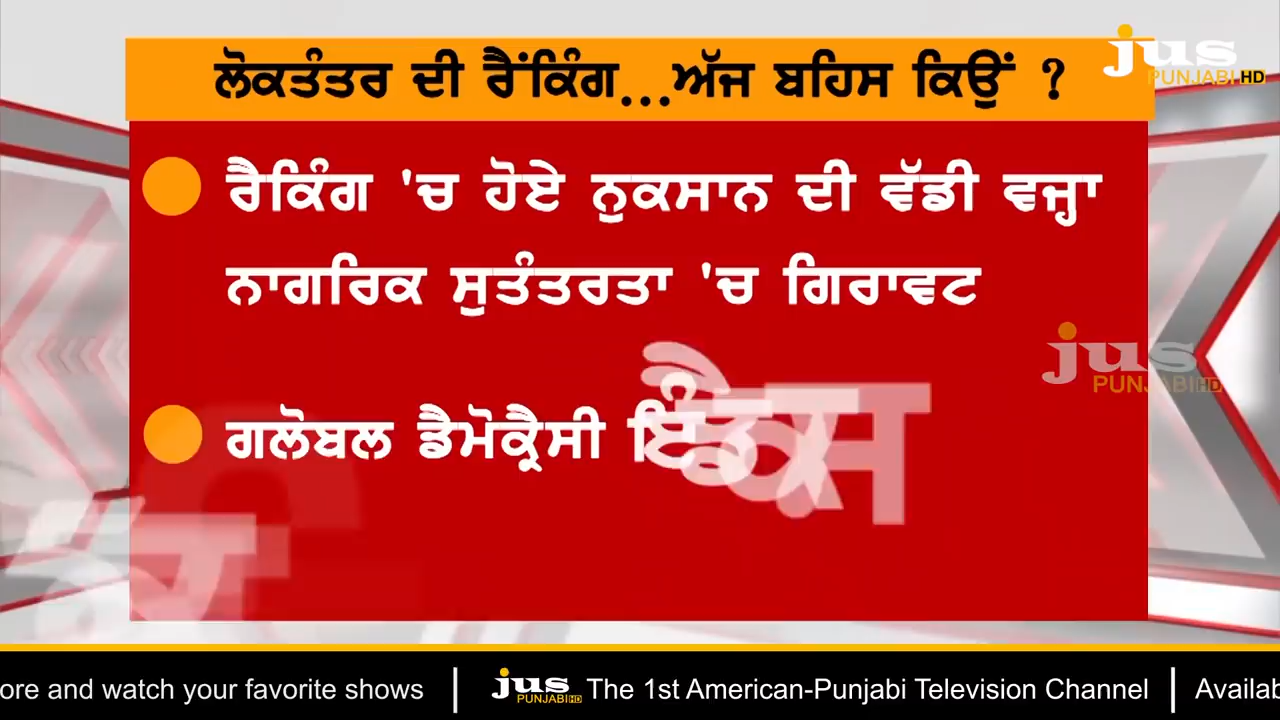 ਲੋਕਤੰਤਰ ਦੀ ਰੈਂਕਿੰਗ...ਅੱਜ ਬਹਿਸ ਕਿਉਂ ?
jus
PUNJABI HD
ਰੈਕਿੰਗ 'ਚ ਹੋਏ ਨੁਕਸਾਨ ਦੀ ਵੱਡੀ ਵਜ੍ਹਾ
ਨਾਗਰਿਕ ਸੁਤੰਤਰਤਾ 'ਚ ਗਿਰਾਵਟ
jus
PUNJABI HD
ਗਲੋਬਲ ਡੈਮੋਕ੍ਰੈਸੀ
ore and watch your favorite shows | jus PUNJABI HD The 1st American-Punjabi Television Channel | Availab